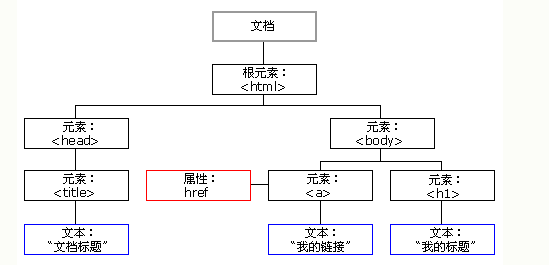 文档
根元素：
<html>
元素：
<head>
元素：
<body>
元素：
<title>
属性：
href
元素：
<a>
元素：
<h1>
文本：
“文档标题”
文本：
“我的链接”
文本：
“我的标题”